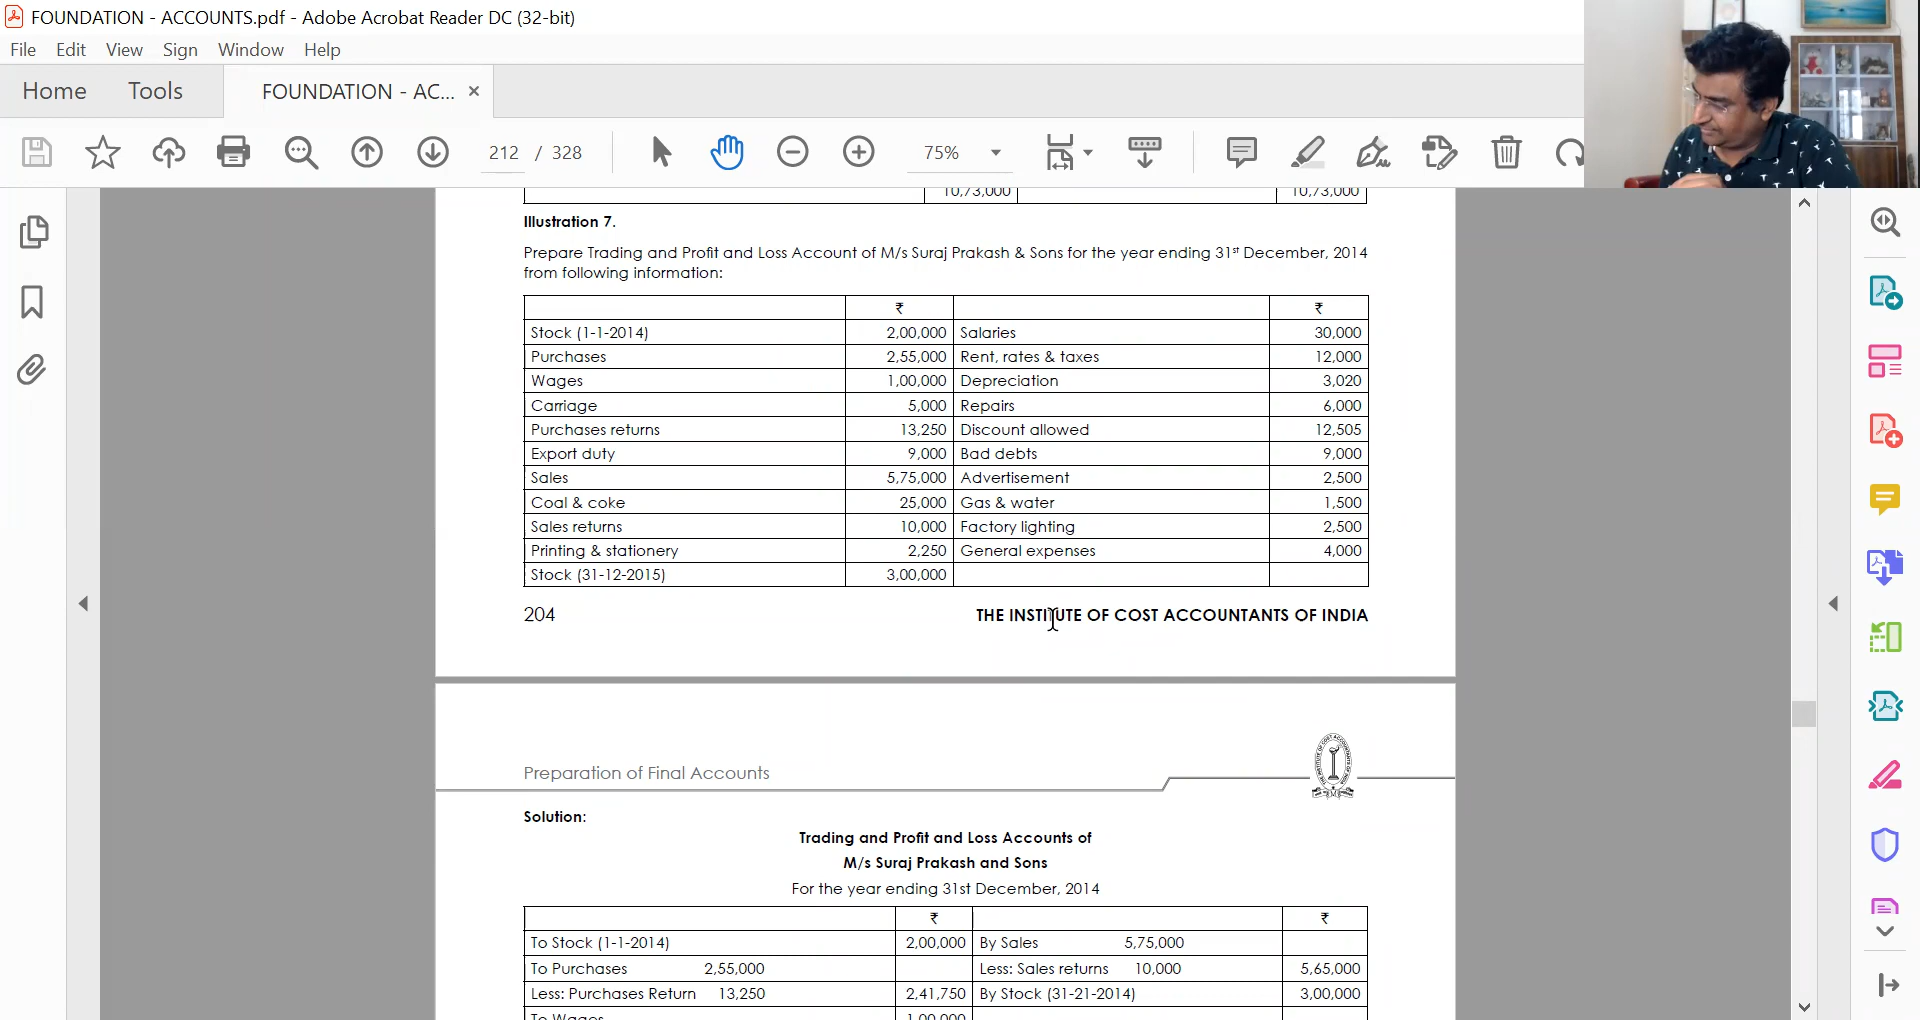 FOUNDATION - ACCOUNTS.pdf - Adobe Acrobat Reader DC (32-bit)
File Edit View Sign Window Help
Home Tools FOUNDATION - AC... ×
212 / 328 75%
10,73,000 10,73,000
Illustration 7.
Prepare Trading and Profit and Loss Account of M/s Suraj Prakash & Sons for the year ending 31st December, 2014
from following information:
₹ ₹
Stock (1-1-2014) 2,00,000 Salaries 30,000
Purchases 2,55,000 Rent, rates & taxes 12,000
Wages 1,00,000 Depreciation 3,020
Carriage 5,000 Repairs 6,000
Purchases returns 13,250 Discount allowed 12,505
Export duty 9,000 Bad debts 9,000
Sales 5,75,000 Advertisement 2,500
Coal & coke 25,000 Gas & water 1,500
Sales returns 10,000 Factory lighting 2,500
Printing & stationery 2,250 General expenses 4,000
Stock (31-12-2015) 3,00,000
204 THE INSTITUTE OF COST ACCOUNTANTS OF INDIA
Preparation of Final Accounts
Solution:
Trading and Profit and Loss Accounts of
M/s Suraj Prakash and Sons
For the year ending 31st December, 2014
₹ ₹
To Stock (1-1-2014) 2,00,000 By Sales 5,75,000
To Purchases 2,55,000 Less: Sales returns 10,000 5,65,000
Less: Purchases Return 13,250 2,41,750 By Stock (31-21-2014) 3,00,000
To Wages 1,00,000